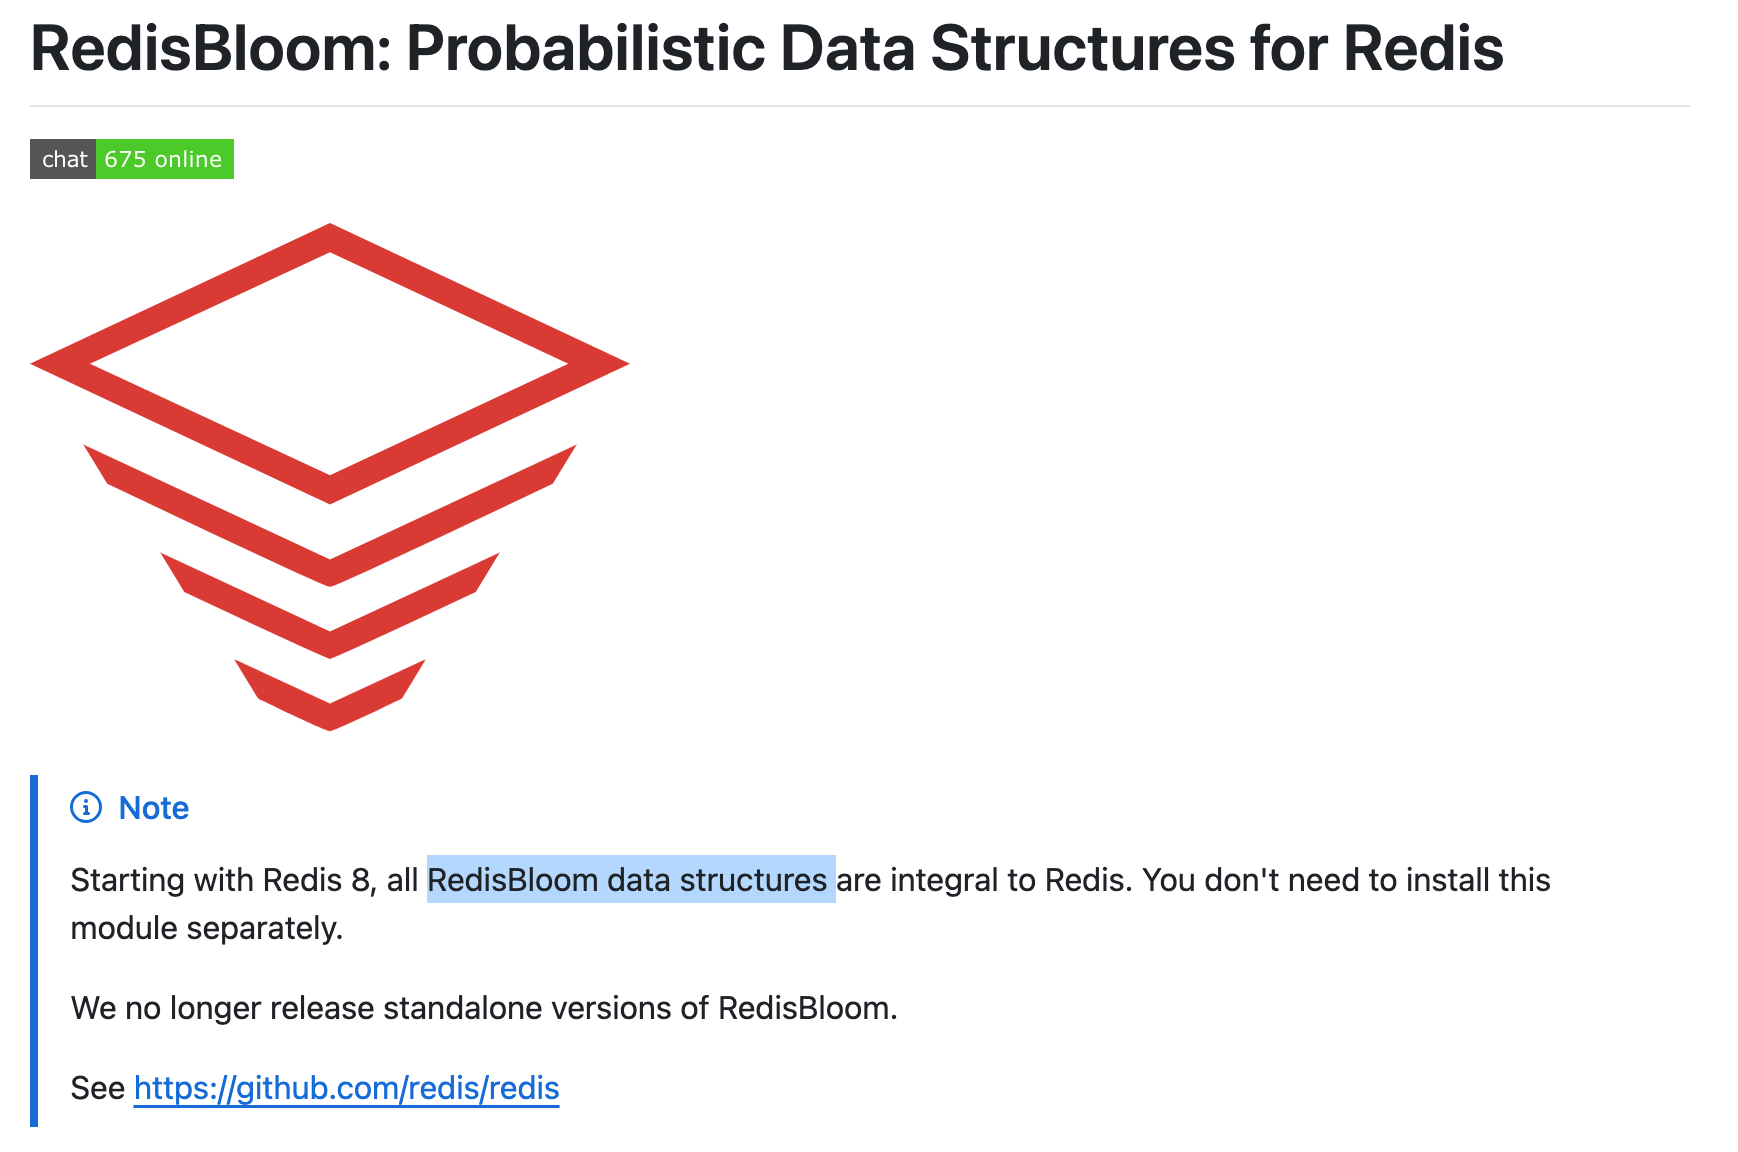 RedisBloom: Probabilistic Data Structures for Redis
chat 675 online
Note
Starting with Redis 8, all RedisBloom data structures are integral to Redis. You don't need to install this
module separately.
We no longer release standalone versions of RedisBloom.
See https://github.com/redis/redis